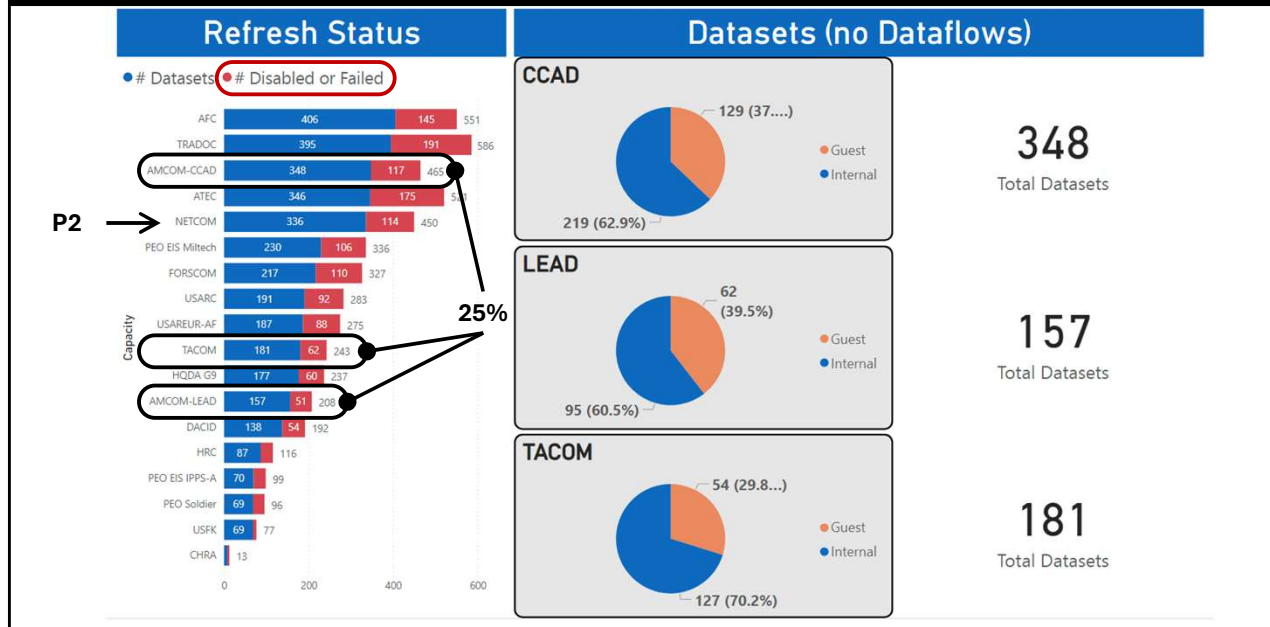 Refresh Status
# Datasets # Disabled or Failed
Capacity
AFC 406 145 551
TRADOC 395 191 586
AMCOM-CCAD 348 117 465
ATEC 346 175 521
P2 NETCOM 336 114 450
PEO EIS Miltech 230 106 336
FORSCOM 217 110 327
USARC 191 92 283
USAREUR-AF 187 88 275
TACOM 181 62 243
HQDA G9 177 60 237
AMCOM-LEAD 157 51 208
DACID 138 54 192
HRC 87 116
PEO EIS IPPS-A 70 99
PEO Soldier 69 96
USFK 69 77
CHRA 13
0 200 400 600
25%
Datasets (no Dataflows)
CCAD
129 (37....)
Guest
Internal
219 (62.9%)
348
Total Datasets
LEAD
62
(39.5%)
Guest
Internal
95 (60.5%)
157
Total Datasets
TACOM
54 (29.8...)
Guest
Internal
127 (70.2%)
181
Total Datasets